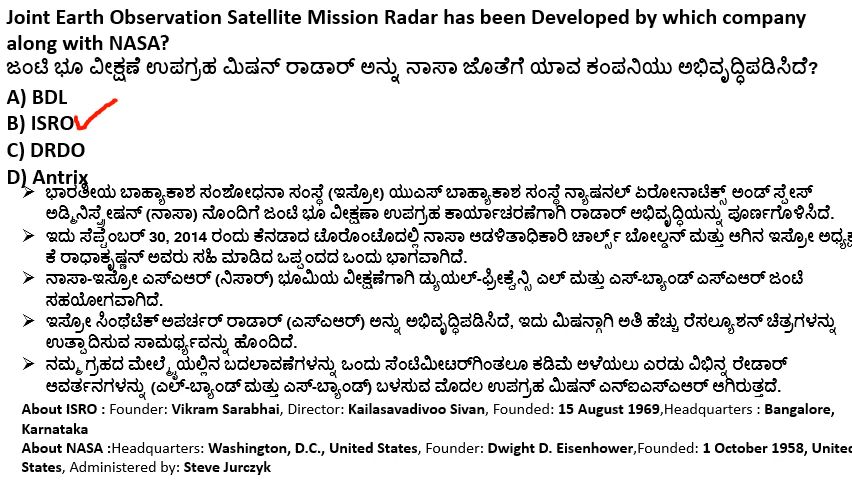 Joint Earth Observation Satellite Mission Radar has been Developed by which company
along with NASA?
ಜಂಟಿ ಭೂ ವೀಕ್ಷಣೆ ಉಪಗ್ರಹ ಮಿಷನ್ ರಾಡಾರ್ ಅನ್ನು ನಾಸಾ ಜೊತೆಗೆ ಯಾವ ಕಂಪನಿಯು ಅಭಿವೃದ್ಧಿಪಡಿಸಿದೆ?
A) BDL
B) ISRO
C) DRDO
D) Antrix
➢ ಭಾರತೀಯ ಬಾಹ್ಯಾಕಾಶ ಸಂಶೋಧನಾ ಸಂಸ್ಥೆ (ಇಸ್ರೋ) ಯುಎಸ್ ಬಾಹ್ಯಾಕಾಶ ಸಂಸ್ಥೆ ನ್ಯಾಷನಲ್ ಏರೋನಾಟಿಕ್ಸ್ ಅಂಡ್ ಸ್ಪೇಸ್
ಅಡ್ಮಿನಿಸ್ಟ್ರೇಷನ್ (ನಾಸಾ) ನೊಂದಿಗೆ ಜಂಟಿ ಭೂ ವೀಕ್ಷಣಾ ಉಪಗ್ರಹ ಕಾರ್ಯಾಚರಣೆಗಾಗಿ ರಾಡಾರ್ ಅಭಿವೃದ್ಧಿಯನ್ನು ಪೂರ್ಣಗೊಳಿಸಿದೆ.
➢ ಇದು ಸೆಪ್ಟೆಂಬರ್ 30, 2014 ರಂದು ಕೆನಡಾದ ಟೊರೊಂಟೊದಲ್ಲಿ ನಾಸಾ ಆಡಳಿತಾಧಿಕಾರಿ ಚಾರ್ಲ್ಸ್ ಬೋಲ್ಡನ್ ಮತ್ತು ಆಗಿನ ಇಸ್ರೋ ಅಧ್ಯಕ್ಷ
ಕೆ ರಾಧಾಕೃಷ್ಣನ್ ಅವರು ಸಹಿ ಮಾಡಿದ ಒಪ್ಪಂದದ ಒಂದು ಭಾಗವಾಗಿದೆ.
➢ ನಾಸಾ-ಇಸ್ರೋ ಎಸ್ಎಆರ್ (ನಿಸಾರ್) ಭೂಮಿಯ ವೀಕ್ಷಣೆಗಾಗಿ ಡ್ಯುಯಲ್-ಫ್ರೀಕ್ವೆನ್ಸಿ ಎಲ್ ಮತ್ತು ಎಸ್-ಬ್ಯಾಂಡ್ ಎಸ್ಎಆರ್ ಜಂಟಿ
ಸಹಯೋಗವಾಗಿದೆ.
➢ ಇಸ್ರೋ ಸಿಂಥೆಟಿಕ್ ಅಪರ್ಚರ್ ರಾಡಾರ್ (ಎಸ್ಎಆರ್) ಅನ್ನು ಅಭಿವೃದ್ಧಿಪಡಿಸಿದೆ, ಇದು ಮಿಷನ್ಗಾಗಿ ಅತಿ ಹೆಚ್ಚು ರೆಸಲ್ಯೂಶನ್ ಚಿತ್ರಗಳನ್ನು
ಉತ್ಪಾದಿಸುವ ಸಾಮರ್ಥ್ಯವನ್ನು ಹೊಂದಿದೆ.
➢ ನಮ್ಮ ಗ್ರಹದ ಮೇಲ್ಮೈಯಲ್ಲಿನ ಬದಲಾವಣೆಗಳನ್ನು ಒಂದು ಸೆಂಟಿಮೀಟರ್‌ಗಿಂತಲೂ ಕಡಿಮೆ ಅಳೆಯಲು ಎರಡು ವಿಭಿನ್ನ ರೇಡಾರ್
ಆವರ್ತನಗಳನ್ನು (ಎಲ್-ಬ್ಯಾಂಡ್ ಮತ್ತು ಎಸ್-ಬ್ಯಾಂಡ್) ಬಳಸುವ ಮೊದಲ ಉಪಗ್ರಹ ಮಿಷನ್ ಎನ್ಐಎಸ್ಎಆರ್ ಆಗಿರುತ್ತದೆ.
About ISRO : Founder: Vikram Sarabhai, Director: Kailasavadivoo Sivan, Founded: 15 August 1969,Headquarters : Bangalore,
Karnataka
About NASA :Headquarters: Washington, D.C., United States, Founder: Dwight D. Eisenhower,Founded: 1 October 1958, United
States, Administered by: Steve Jurczyk